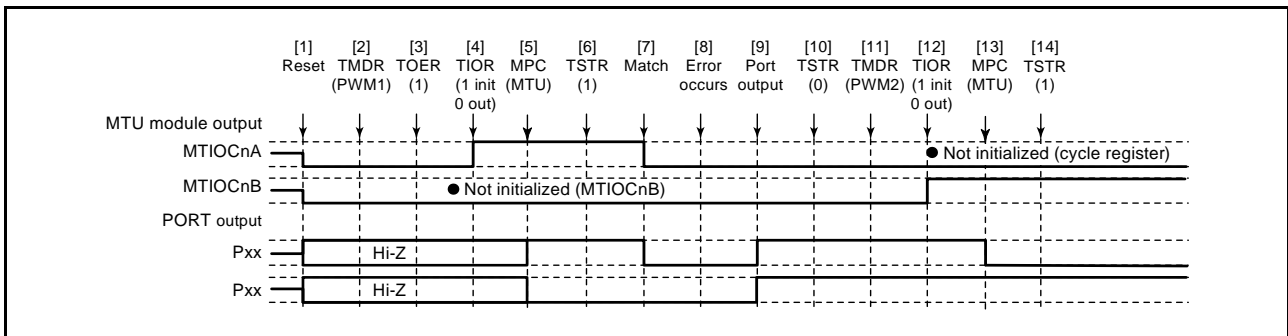 [1] [2] [3] [4] [5] [6] [7] [8] [9] [10] [11] [12] [13] [14]
Reset TMDR TOER TIOR MPC TSTR Match Error Port TSTR TMDR TIOR MPC TSTR
(PWM1) (1) (1 init (MTU) (1) occurs output (0) (PWM2) (1 init (MTU) (1)
0 out) 0 out)
MTU module output
MTIOCnA ● Not initialized (cycle register)
MTIOCnB ● Not initialized (MTIOCnB)
PORT output
Pxx Hi-Z
Pxx Hi-Z